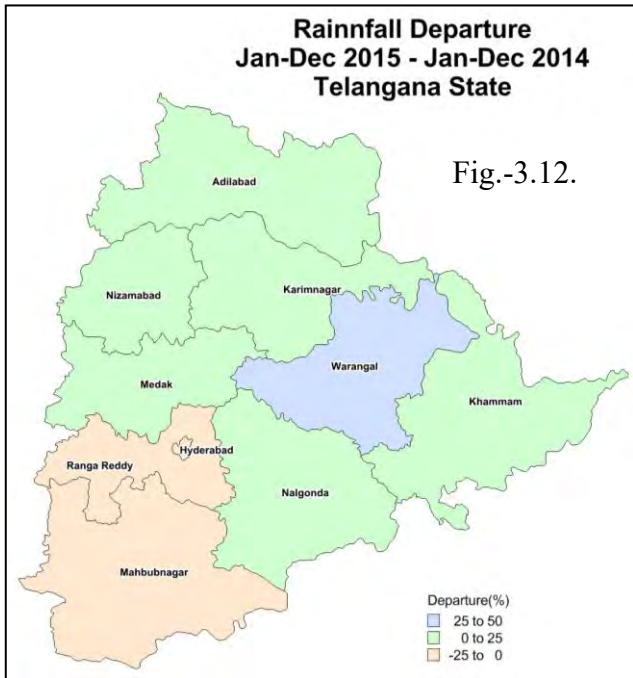 Rainnfall Departure
Jan-Dec 2015 - Jan-Dec 2014
Telangana State
Fig.-3.12.
Adilabad
Nizamabad
Karimnagar
Warangal
Medak
Khammam
Hyderabad
Ranga Reddy
Nalgonda
Mahbubnagar
Departure(%)
25 to 50
0 to 25
-25 to 0